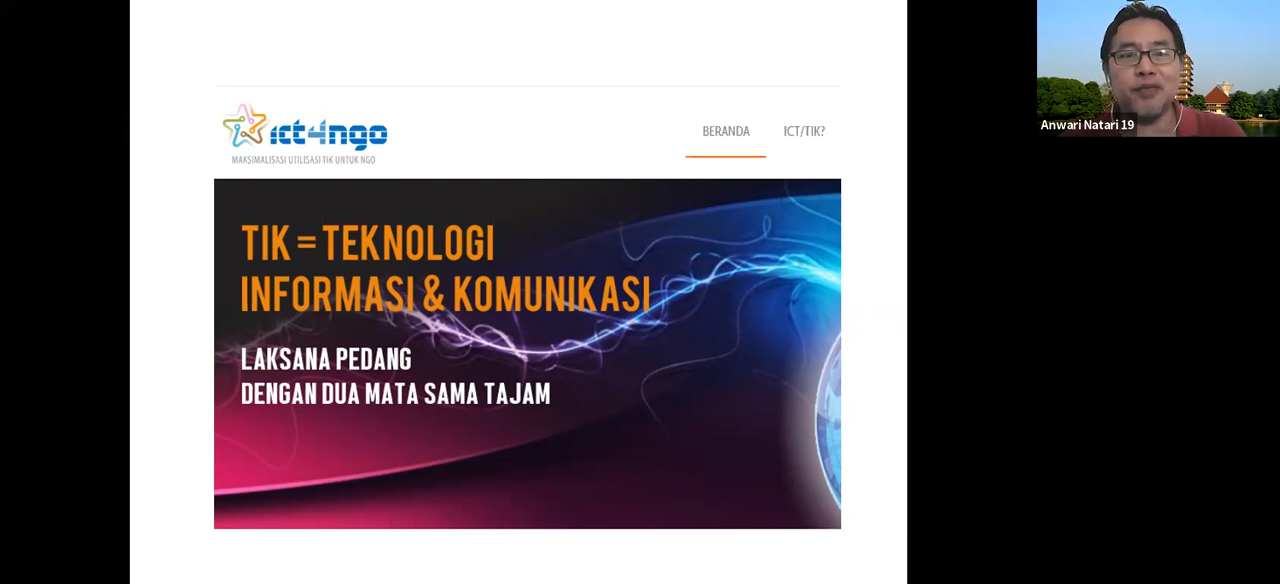 ict4ngo
MAKSIMALISASI UTILISASI TIK UNTUK NGO
BERANDA
ICT/TIK?
TIK = TEKNOLOGI
INFORMASI & KOMUNIKASI
LAKSANA PEDANG
DENGAN DUA MATA SAMA TAJAM
Anwari Natari 19